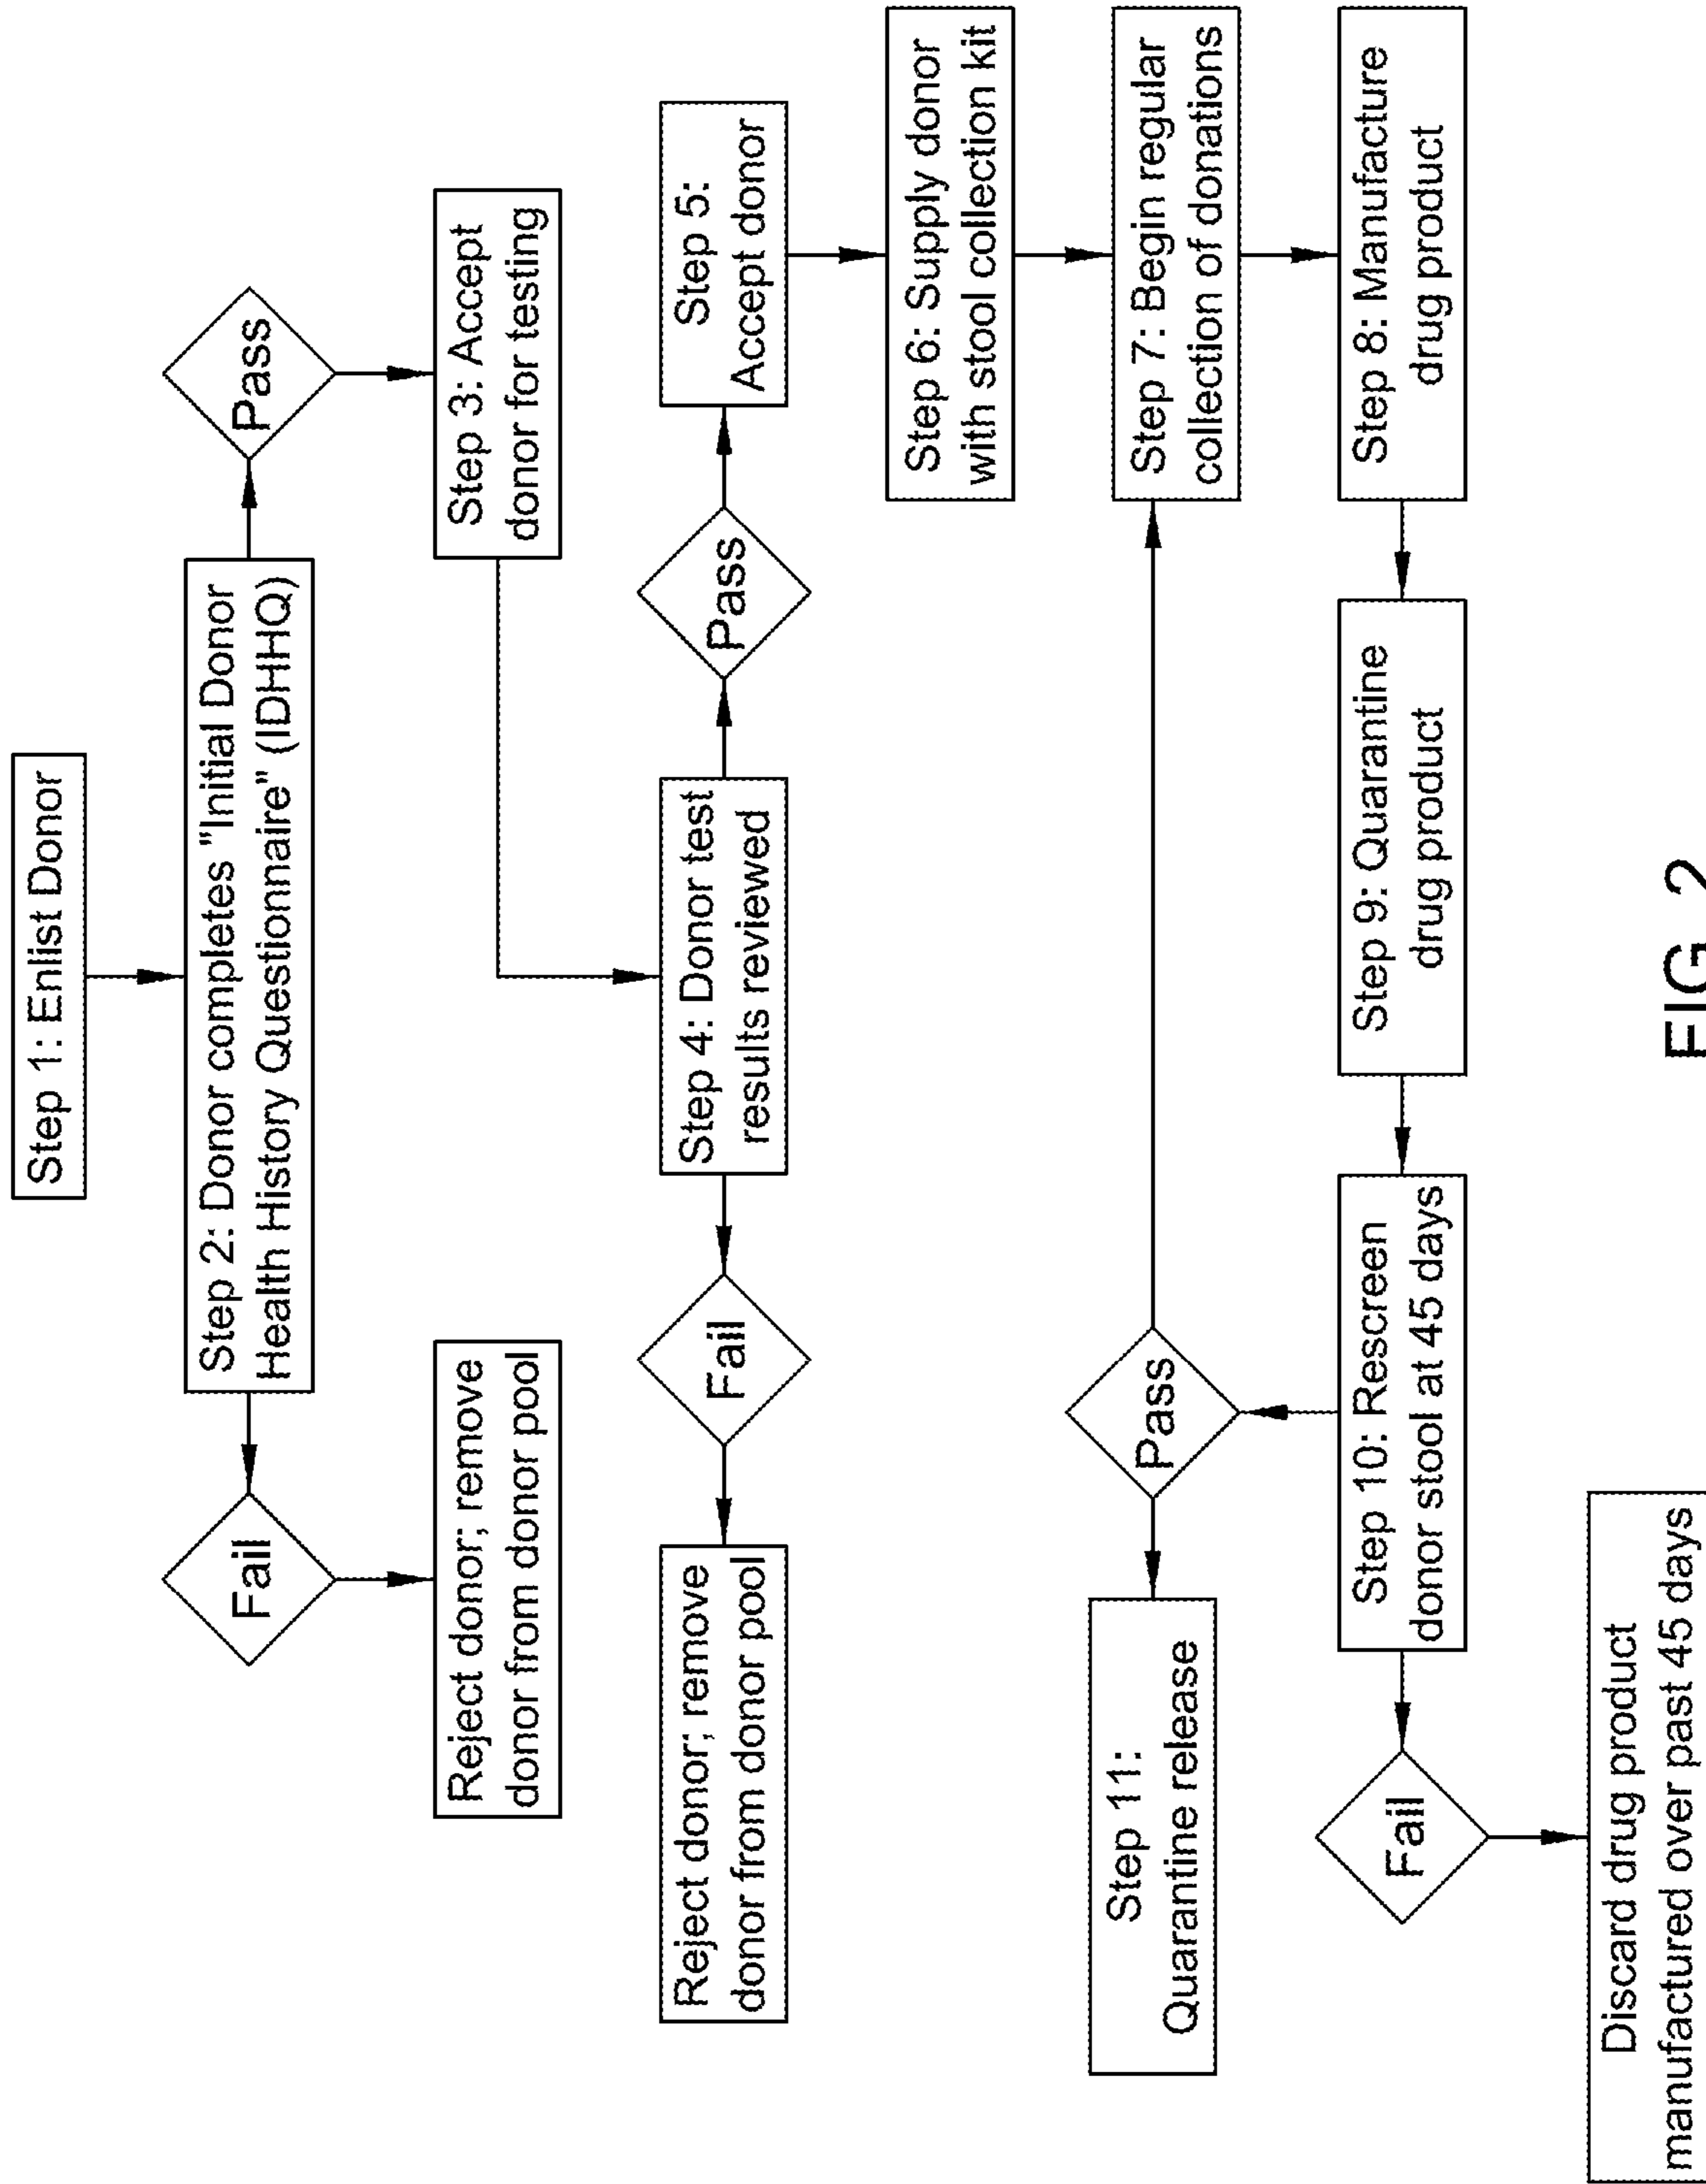 Step 1: Enlist Donor
Step 2: Donor completes "Initial Donor
Health History Questionnaire" (IDHHQ)
Fail
Pass
Reject donor; remove
donor from donor pool
Step 3: Accept
donor for testing
Reject donor; remove
donor from donor pool
Fail
Step 4: Donor test
results reviewed
Pass
Step 5:
Accept donor
Step 6: Supply donor
with stool collection kit
Step 11:
Quarantine release
Pass
Step 7: Begin regular
collection of donations
Fail
Step 10: Rescreen
donor stool at 45 days
Step 9: Quarantine
drug product
Step 8: Manufacture
drug product
Discard drug product
manufactured over past 45 days
FIG 2